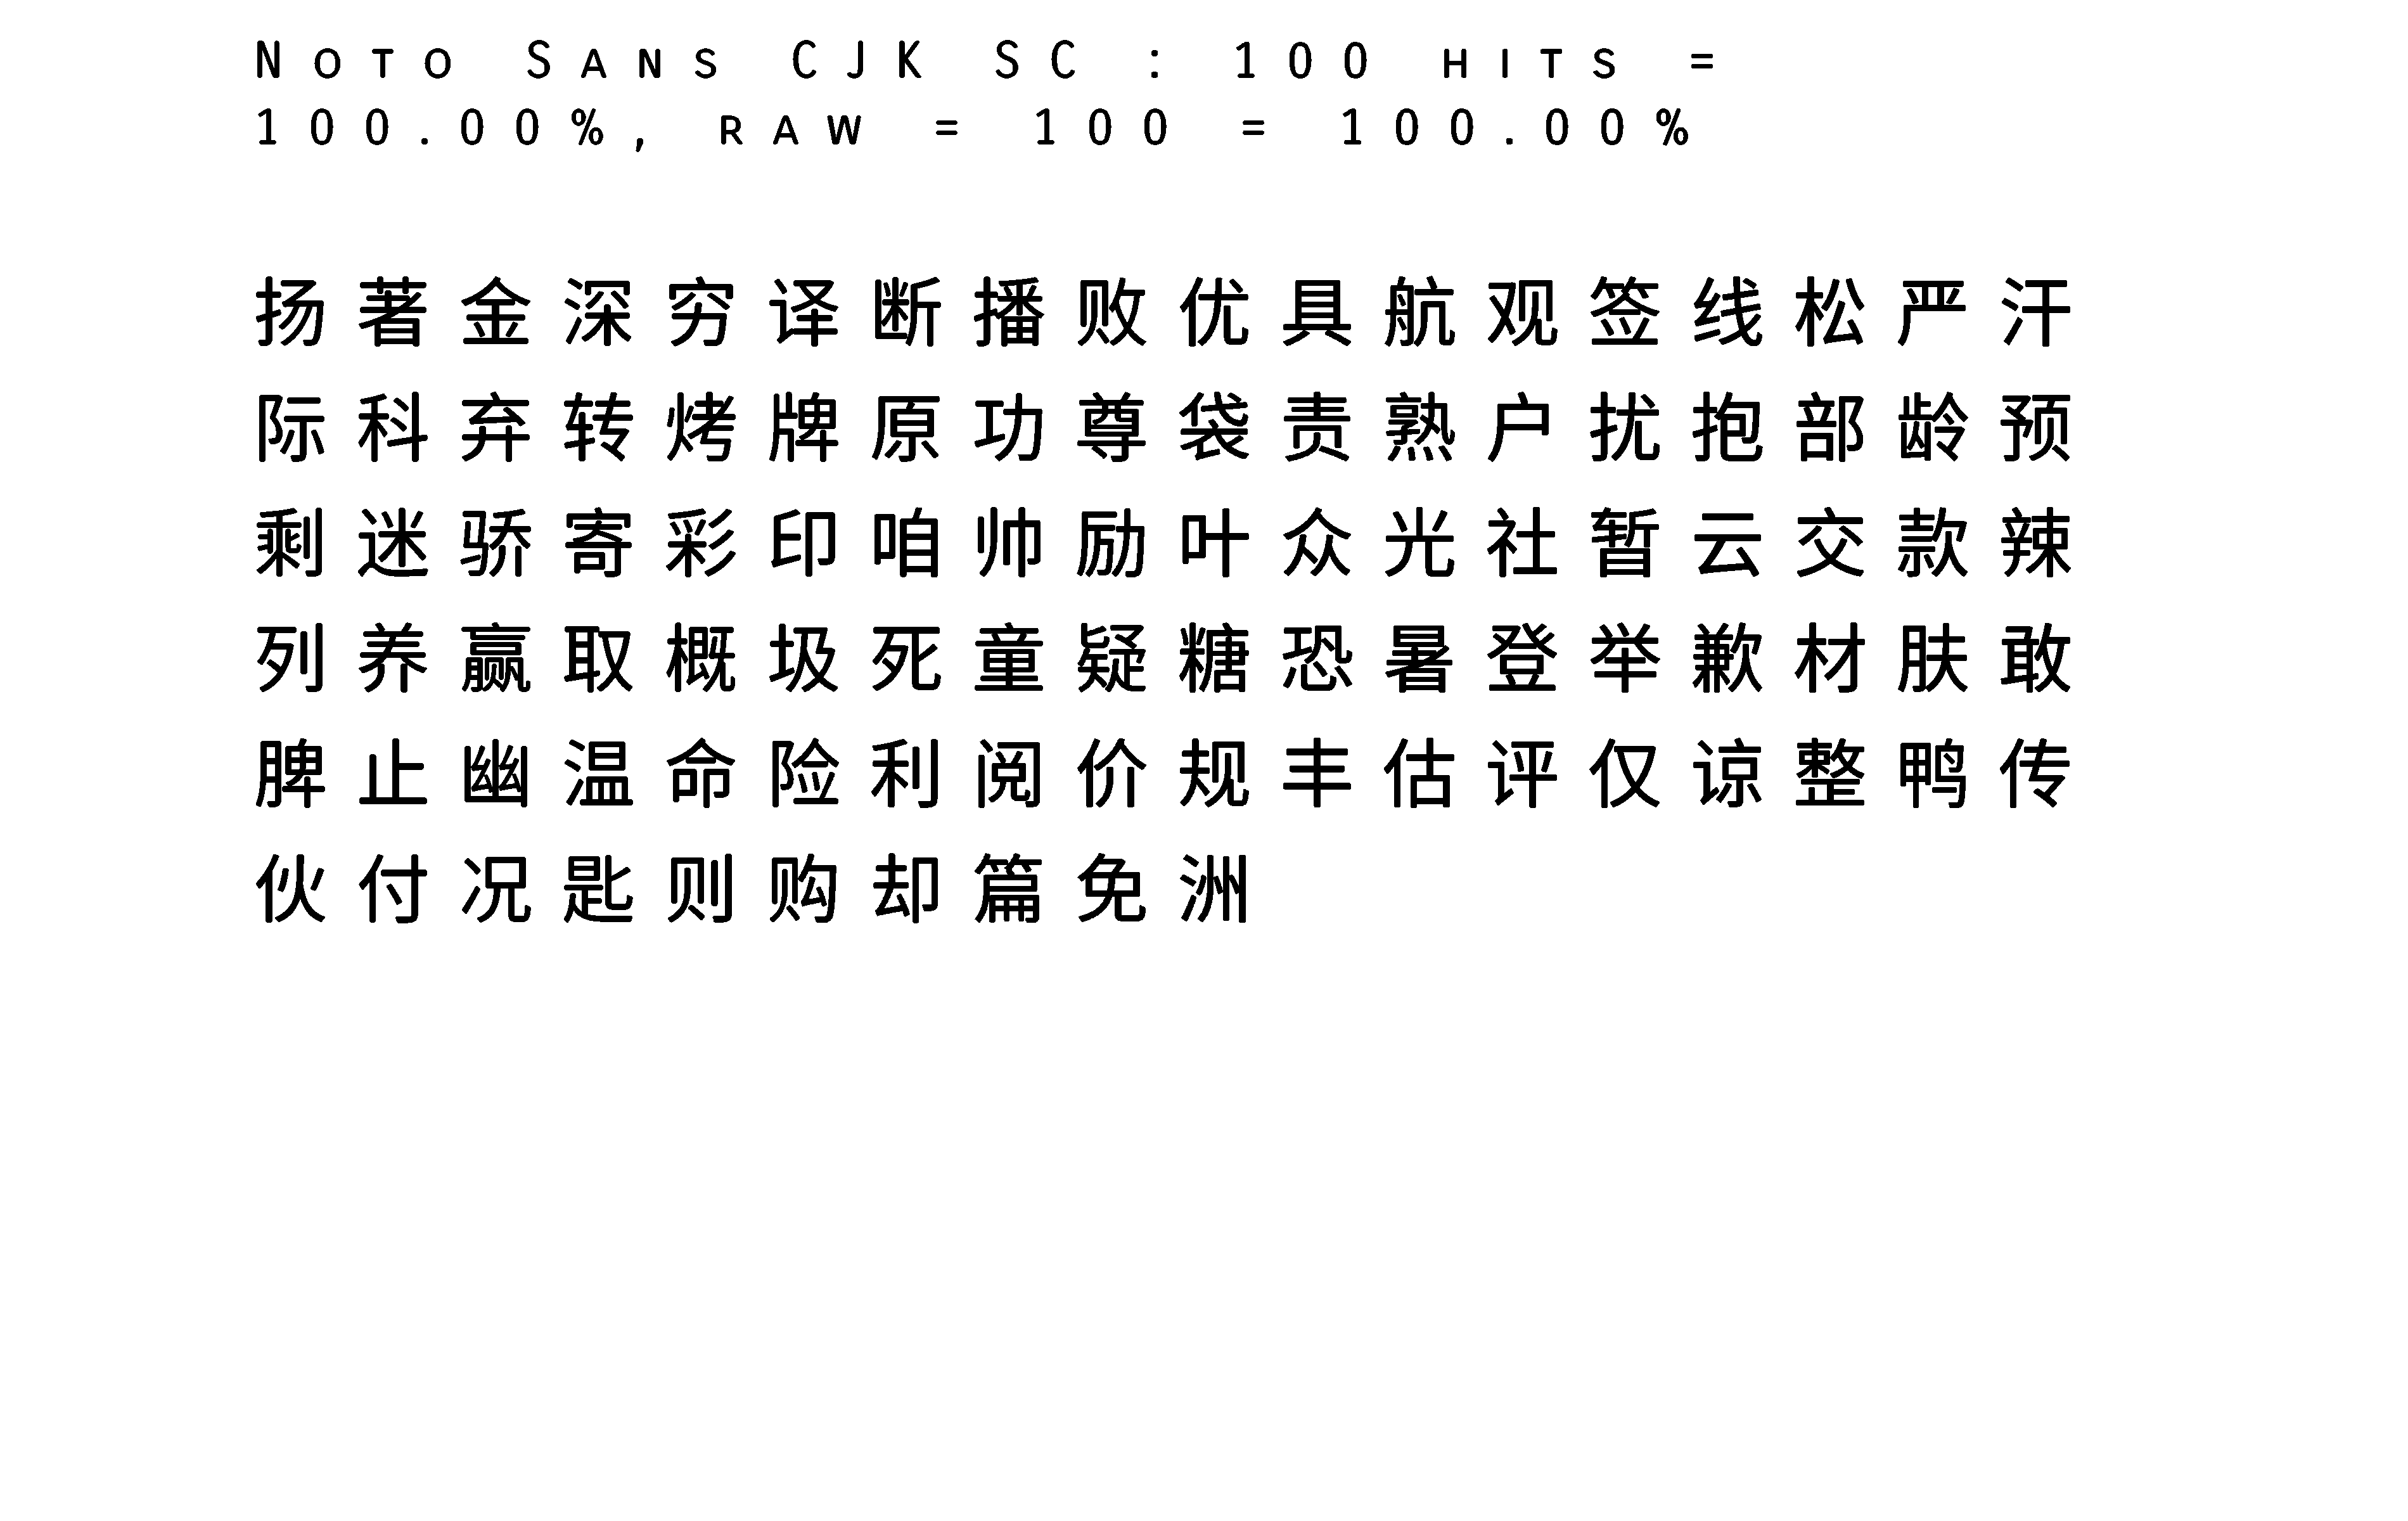 Noto Sans CJK SC : 100 hits =
100.00%, raw = 100 = 100.00%
扬著金深穷译断播败优具航观签线松严汗
际科弃转烤牌原功尊袋责熟户扰抱部龄预
剩迷骄寄彩印咱帅励叶众光社暂云交款辣
列养赢取概圾死童疑糖恐暑登举歉材肤敢
脾止幽温命险利阅价规丰估评仅谅整鸭传
伙付况匙则购却篇免洲